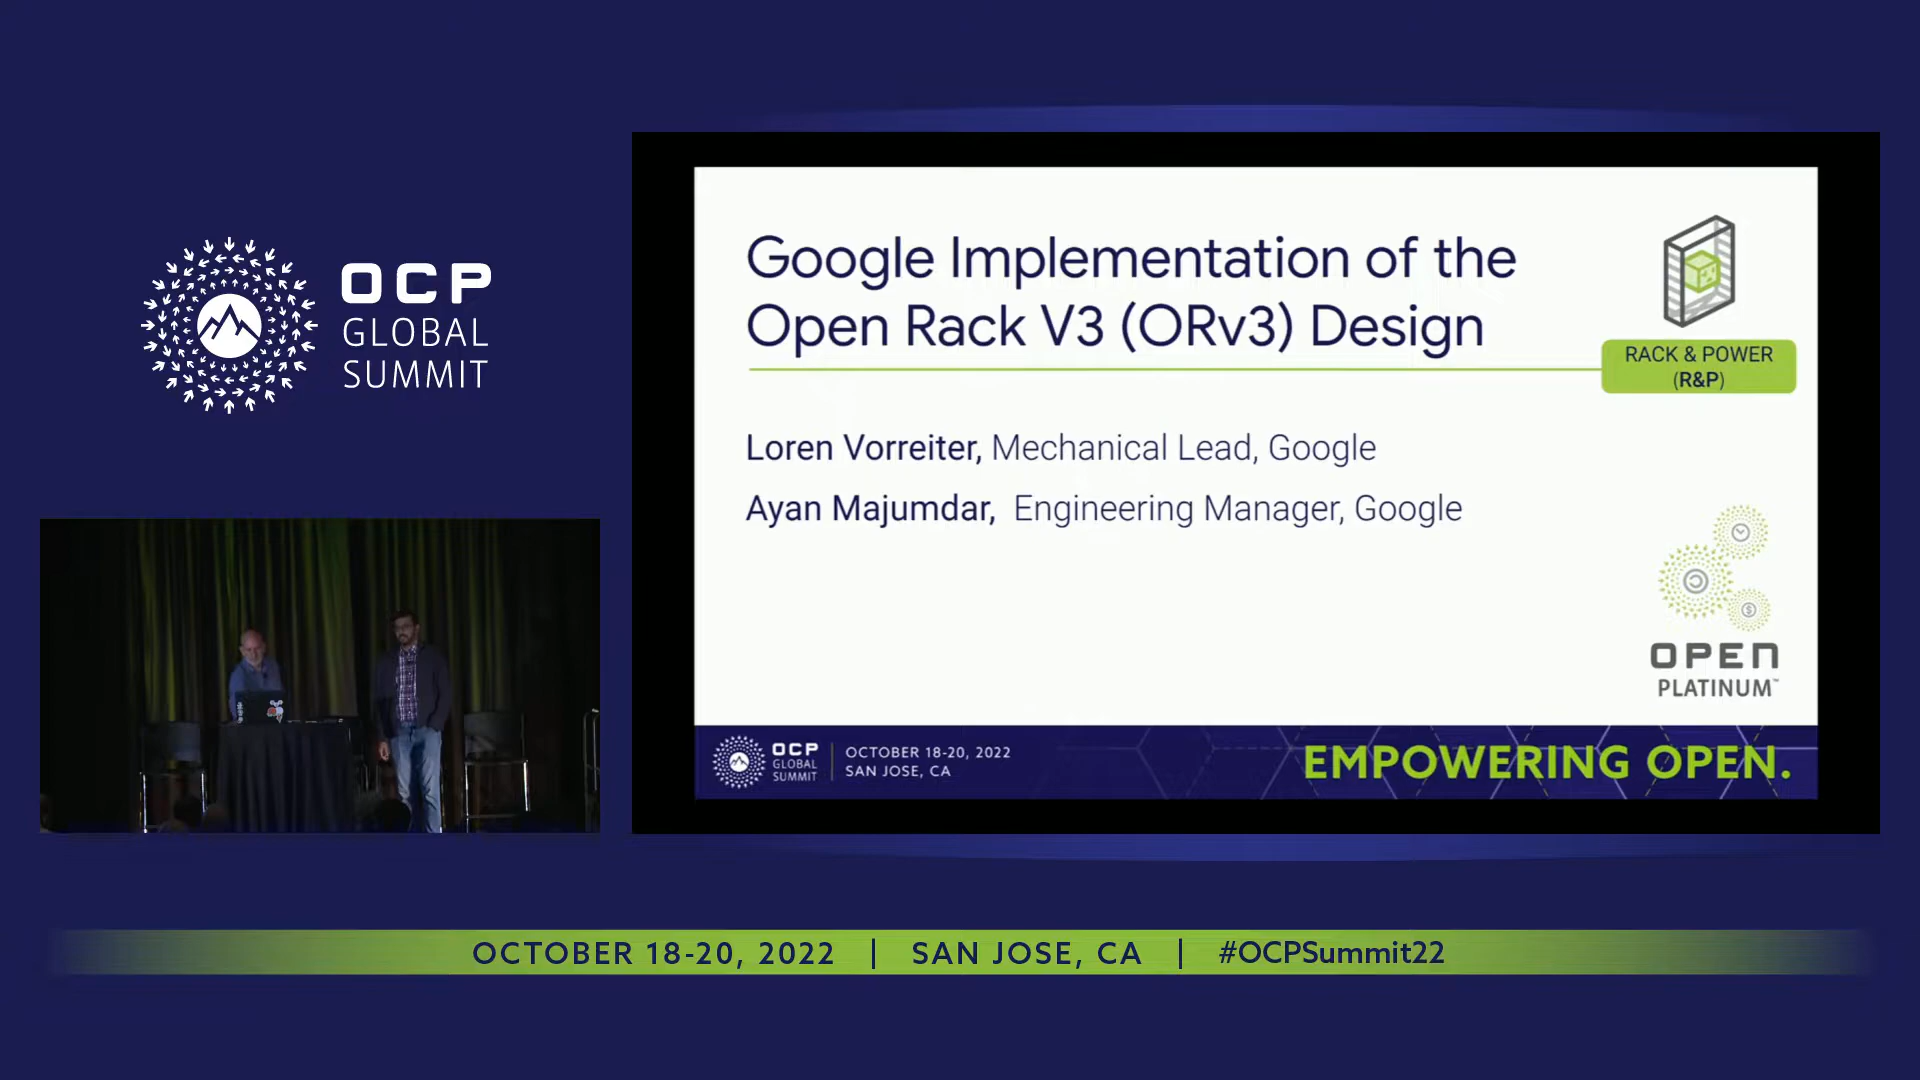 OCP
GLOBAL
SUMMIT
Google Implementation of the
Open Rack V3 (ORv3) Design
RACK & POWER
(R&P)
Loren Vorreiter, Mechanical Lead, Google
Ayan Majumdar, Engineering Manager, Google
OPEN
PLATINUM™
OCP
GLOBAL
SUMMIT
OCTOBER 18-20, 2022
SAN JOSE, CA
EMPOWERING OPEN.
OCTOBER 18-20, 2022 | SAN JOSE, CA | #OCPSummit22